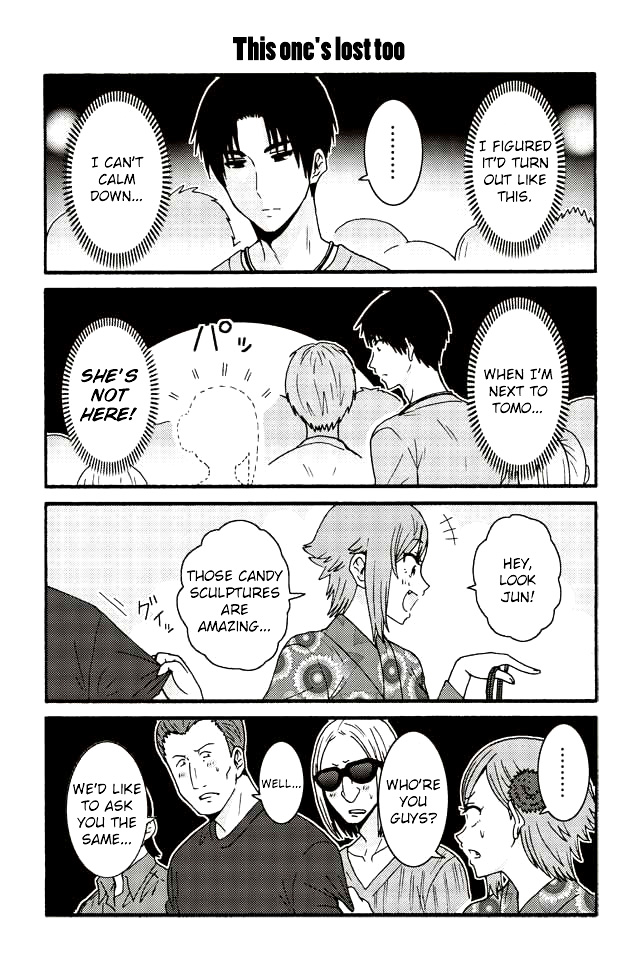 This one's lost too
I FIGURED
IT'D TURN
OUT LIKE
THIS.
.......
I CAN'T
CALM
DOWN...
WHEN I'M
NEXT TO
TOMO...
パッ
SHE'S
NOT
HERE!
HEY,
LOOK
JUN!
THOSE CANDY
SCULPTURES
ARE
AMAZING...
グイッ
......
WHO'RE
YOU
GUYS?
WELL...
WE'D LIKE
TO ASK
YOU THE
SAME...